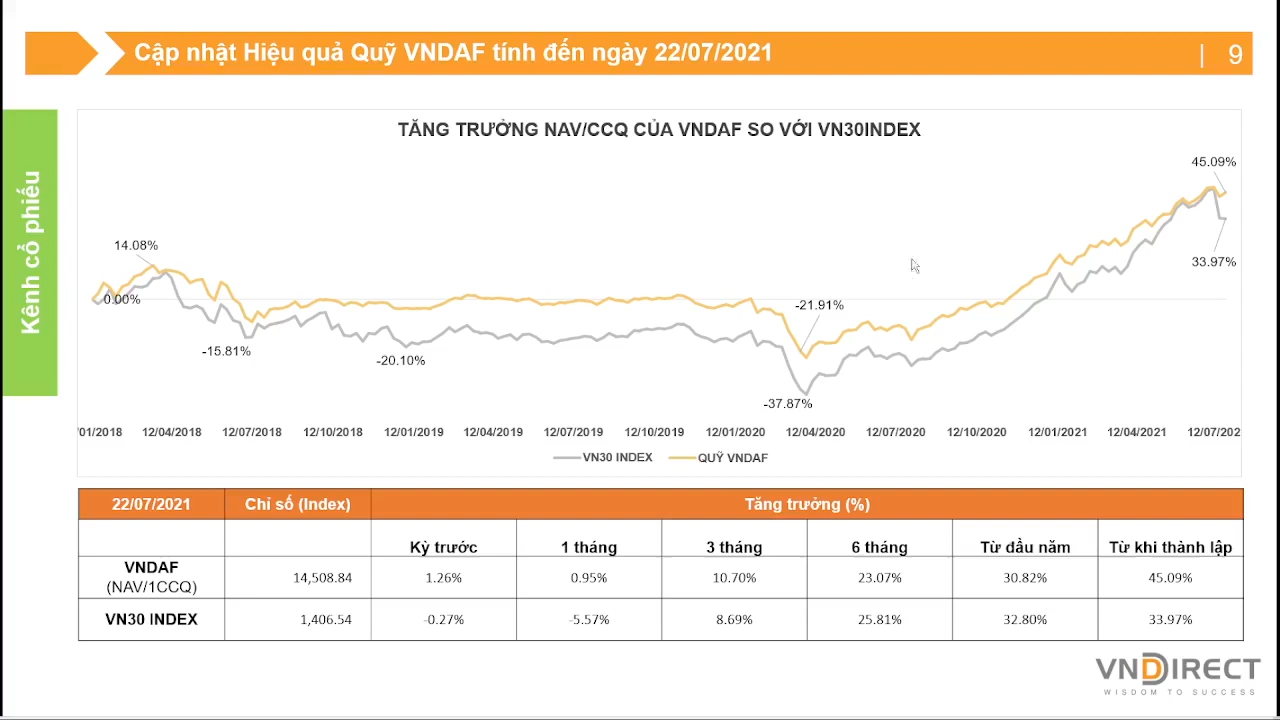 Cập nhật Hiệu quả Quỹ VNDAF tính đến ngày 22/07/2021
| 9
Kênh cổ phiếu
TĂNG TRƯỞNG NAV/CCQ CỦA VNDAF SO VỚI VN30INDEX
45.09%
14.08%
33.97%
0.00%
-21.91%
-15.81%
-20.10%
-37.87%
/01/2018 12/04/2018 12/07/2018 12/10/2018 12/01/2019 12/04/2019 12/07/2019 12/10/2019 12/01/2020 12/04/2020 12/07/2020 12/10/2020 12/01/2021 12/04/2021 12/07/202
VN30 INDEX QUỸ VNDAF
22/07/2021 Chỉ số (Index) Tăng trưởng (%)
Kỳ trước 1 tháng 3 tháng 6 tháng Từ đầu năm Từ khi thành lập
VNDAF
(NAV/1CCQ) 14,508.84 1.26% 0.95% 10.70% 23.07% 30.82% 45.09%
VN30 INDEX 1,406.54 -0.27% -5.57% 8.69% 25.81% 32.80% 33.97%
VNDIRECT
WISDOM TO SUCCESS